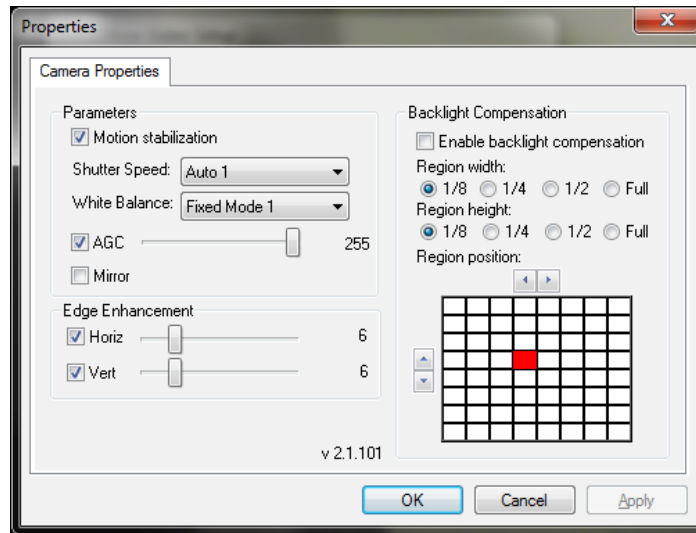 Properties
Camera Properties
Parameters
Motion stabilization
Shutter Speed: Auto 1
White Balance: Fixed Mode 1
AGC 255
Mirror
Edge Enhancement
Horiz 6
Vert 6
v 2.1.101
Backlight Compensation
Enable backlight compensation
Region width:
1/8 1/4 1/2 Full
Region height:
1/8 1/4 1/2 Full
Region position:
OK Cancel Apply